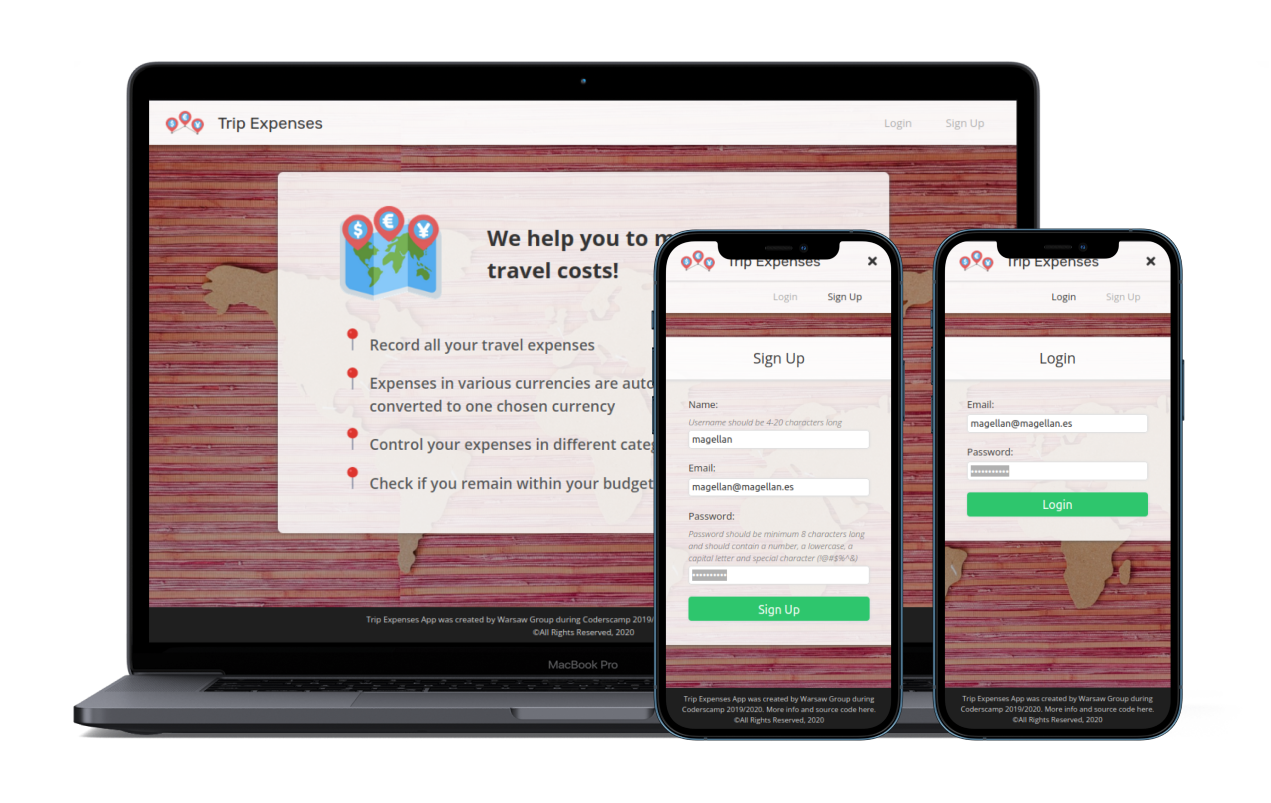 Trip Expenses
Login
Sign Up
$ € ¥
We help you to
travel costs!
Record all your travel expenses
Expenses in various currencies are
converted to one chosen currency
Control your expenses in different
Check if you remain within your budget
Trip Expenses App was created by Warsaw Group during Coderscamp 2019/
©All Rights Reserved, 2020
MacBook Pro
Trip Expenses
×
Login
Sign Up
Sign Up
Name:
Username should be 4-20 characters long
magellan
Email:
magellan@magellan.es
Password:
Password should be minimum 8 characters long
and should contain a number, a lowercase, a
capital letter and special character (!@#$%^&)
••••••••••
Sign Up
Trip Expenses App was created by Warsaw Group during
Coderscamp 2019/2020. More info and source code here.
©All Rights Reserved, 2020
Trip Expenses
×
Login
Sign Up
Login
Email:
magellan@magellan.es
Password:
••••••••••
Login
Trip Expenses App was created by Warsaw Group during
Coderscamp 2019/2020. More info and source code here.
©All Rights Reserved, 2020